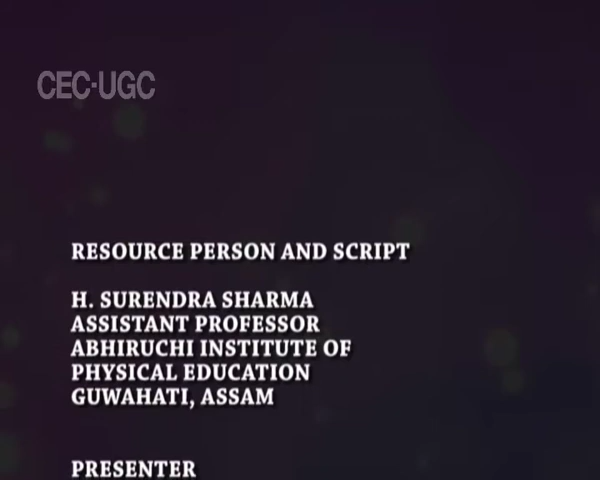 CEC-UGC
RESOURCE PERSON AND SCRIPT
H. SURENDRA SHARMA
ASSISTANT PROFESSOR
ABHIRUCHI INSTITUTE OF
PHYSICAL EDUCATION
GUWAHATI, ASSAM
PRESENTER